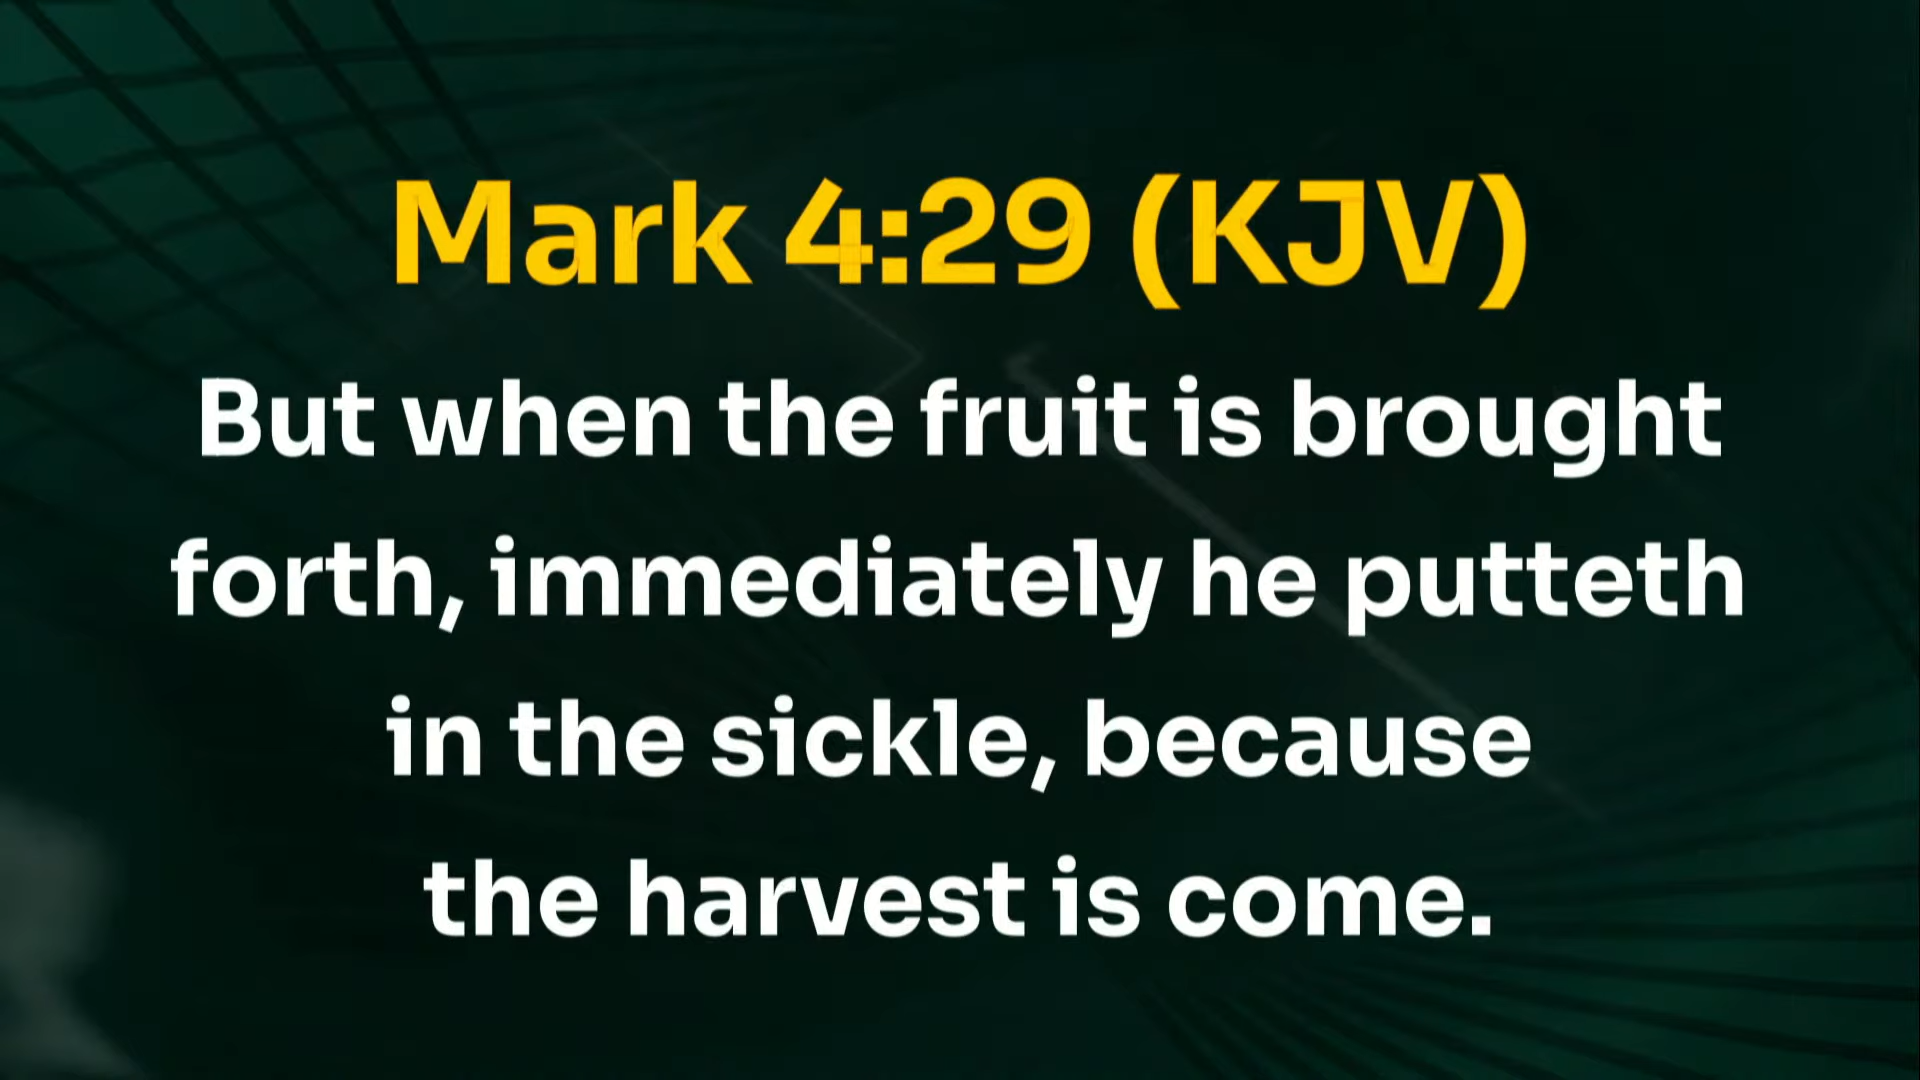 Mark 4:29 (KJV)
But when the fruit is brought
forth, immediately he putteth
in the sickle, because
the harvest is come.